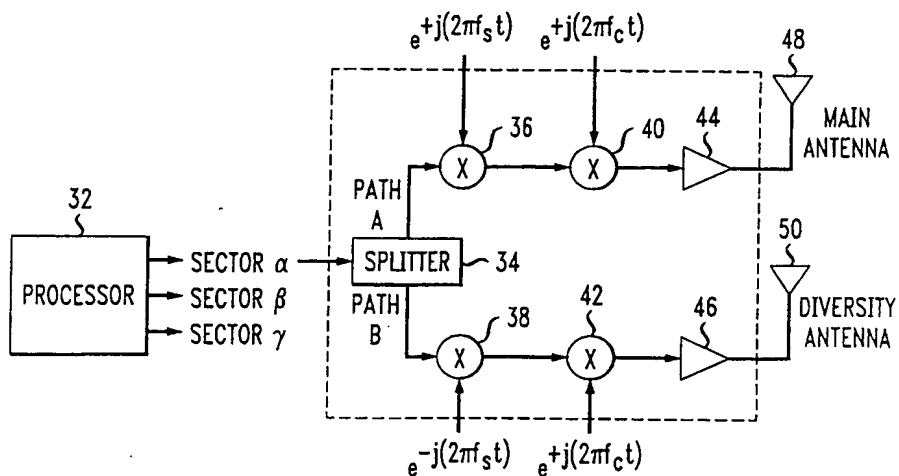 e+j(2πfst) e+j(2πfct)
48
36 40 44
MAIN
ANTENNA
32
PATH
A
50
PROCESSOR
SECTOR α
SECTOR β
SECTOR γ
SPLITTER
34
PATH
B
38 42 46
DIVERSITY
ANTENNA
X X
X X
e-j(2πfst) e+j(2πfct)